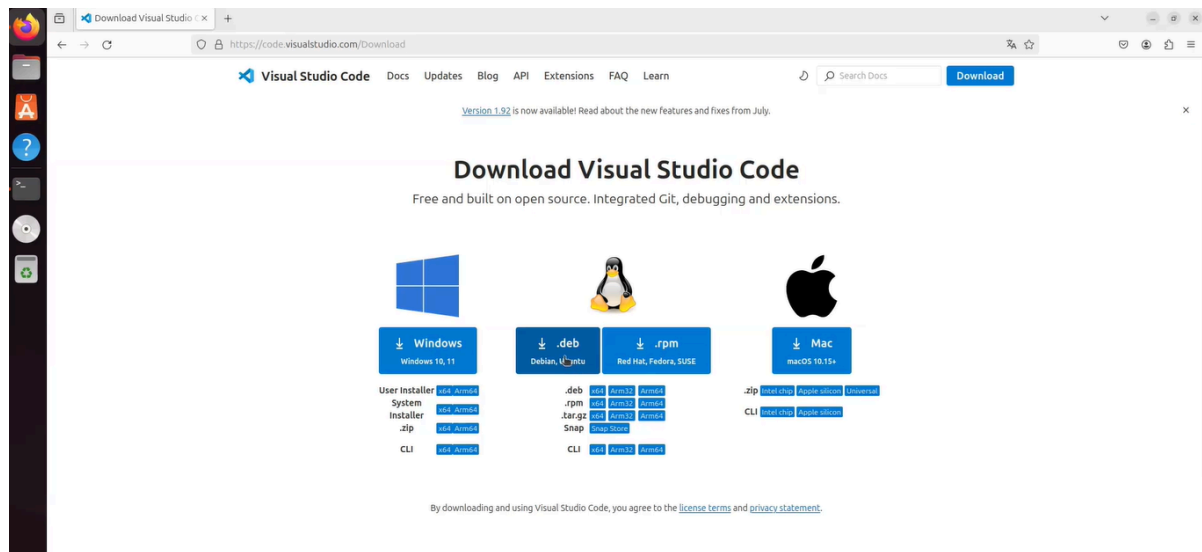 Download Visual Studio C
https://code.visualstudio.com/Download
Visual Studio Code Docs Updates Blog API Extensions FAQ Learn Search Docs Download
Version 1.92 is now available! Read about the new features and fixes from July.
Download Visual Studio Code
Free and built on open source. Integrated Git, debugging and extensions.
Windows
Windows 10, 11
User Installer x64 Arm64
System
Installer x64 Arm64
.zip x64 Arm64
CLI x64 Arm64
.deb
Debian, Ubuntu
.rpm
Red Hat, Fedora, SUSE
.deb x64 Arm32 Arm64
.rpm x64 Arm32 Arm64
.tar.gz x64 Arm32 Arm64
Snap Snap Store
CLI x64 Arm32 Arm64
Mac
macOS 10.15+
.zip Intel chip Apple silicon Universal
CLI Intel chip Apple silicon
By downloading and using Visual Studio Code, you agree to the license terms and privacy statement.